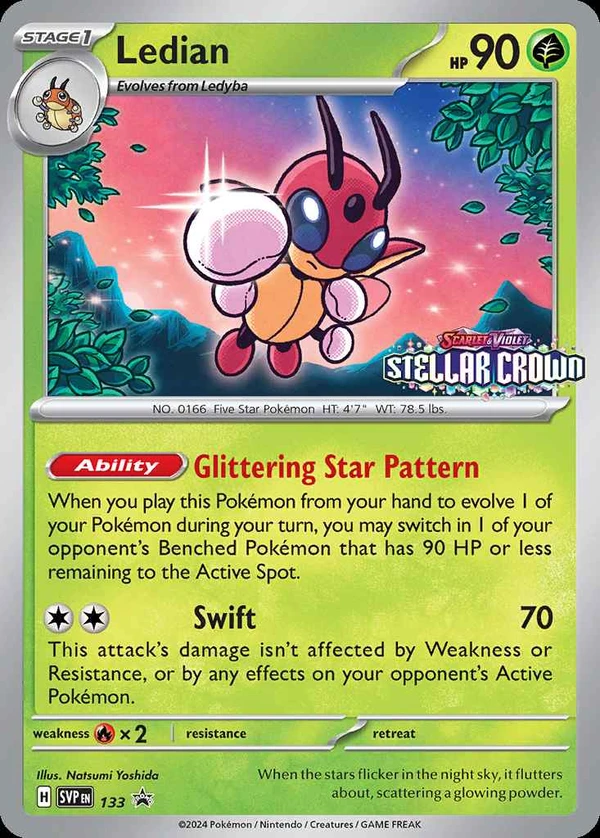 STAGE 1
Ledian
HP 90
Evolves from Ledyba
SCARLET & VIOLET
STELLAR CROWN
NO. 0166 Five Star Pokémon HT: 4'7" WT: 78.5 lbs.
Ability Glittering Star Pattern
When you play this Pokémon from your hand to evolve 1 of
your Pokémon during your turn, you may switch in 1 of your
opponent's Benched Pokémon that has 90 HP or less
remaining to the Active Spot.
Swift 70
This attack's damage isn't affected by Weakness or
Resistance, or by any effects on your opponent's Active
Pokémon.
weakness ×2 resistance retreat
Illus. Natsumi Yoshida
When the stars flicker in the night sky, it flutters
about, scattering a glowing powder.
H SVP EN 133
©2024 Pokémon / Nintendo / Creatures / GAME FREAK